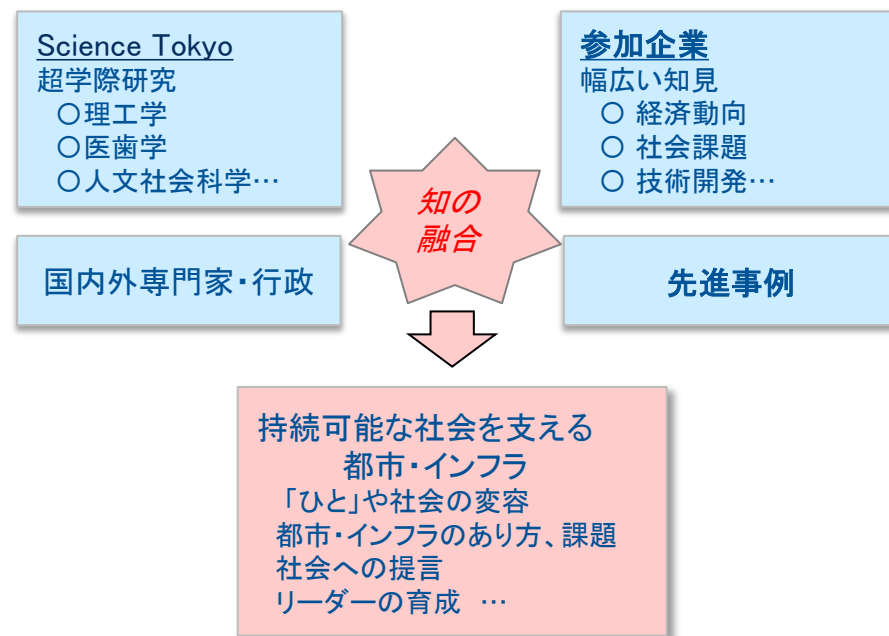 Science Tokyo
超学際研究
〇理工学
〇医歯学
〇人文社会科学…
参加企業
幅広い知見
〇 経済動向
〇 社会課題
〇 技術開発…
知の
融合
国内外専門家・行政
先進事例
持続可能な社会を支える
都市・インフラ
「ひと」や社会の変容
都市・インフラのあり方、課題
社会への提言
リーダーの育成 …